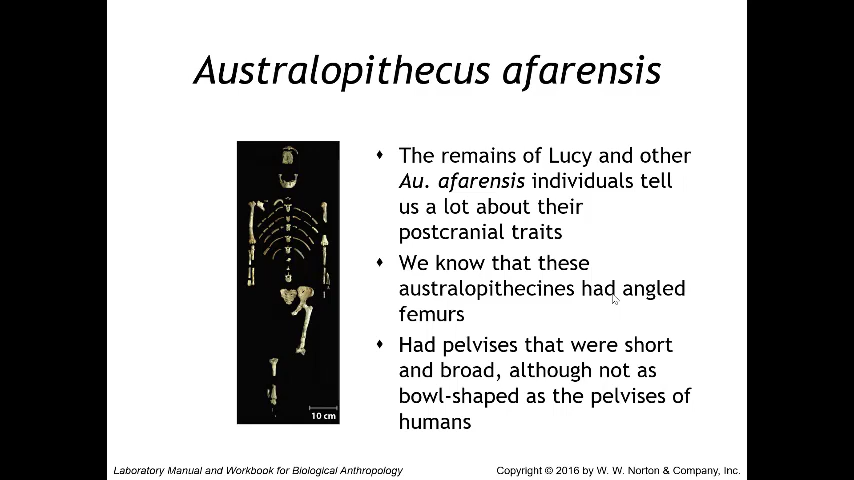 Australopithecus afarensis
The remains of Lucy and other
Au. afarensis individuals tell
us a lot about their
postcranial traits
We know that these
australopithecines had angled
femurs
Had pelvises that were short
and broad, although not as
bowl-shaped as the pelvises of
humans
10 cm
Laboratory Manual and Workbook for Biological Anthropology
Copyright © 2016 by W. W. Norton & Company, Inc.